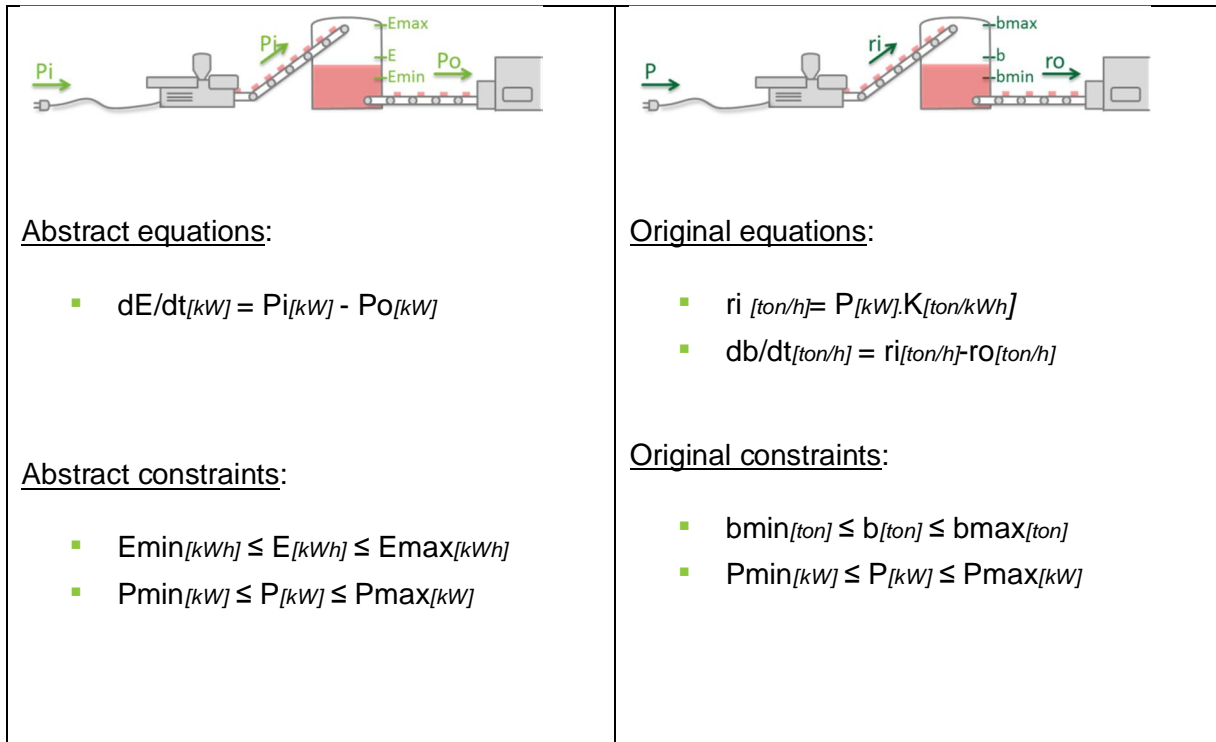 Pi
Pi
Emax
E
Emin
Po
Abstract equations:
▪ dE/dt[kW] = Pi[kW] - Po[kW]
Abstract constraints:
▪ Emin[kWh] ≤ E[kWh] ≤ Emax[kWh]
▪ Pmin[kW] ≤ P[kW] ≤ Pmax[kW]
P
ri
bmax
b
bmin
ro
Original equations:
▪ ri [ton/h]= P[kW].K[ton/kWh]
▪ db/dt[ton/h] = ri[ton/h]-ro[ton/h]
Original constraints:
▪ bmin[ton] ≤ b[ton] ≤ bmax[ton]
▪ Pmin[kW] ≤ P[kW] ≤ Pmax[kW]